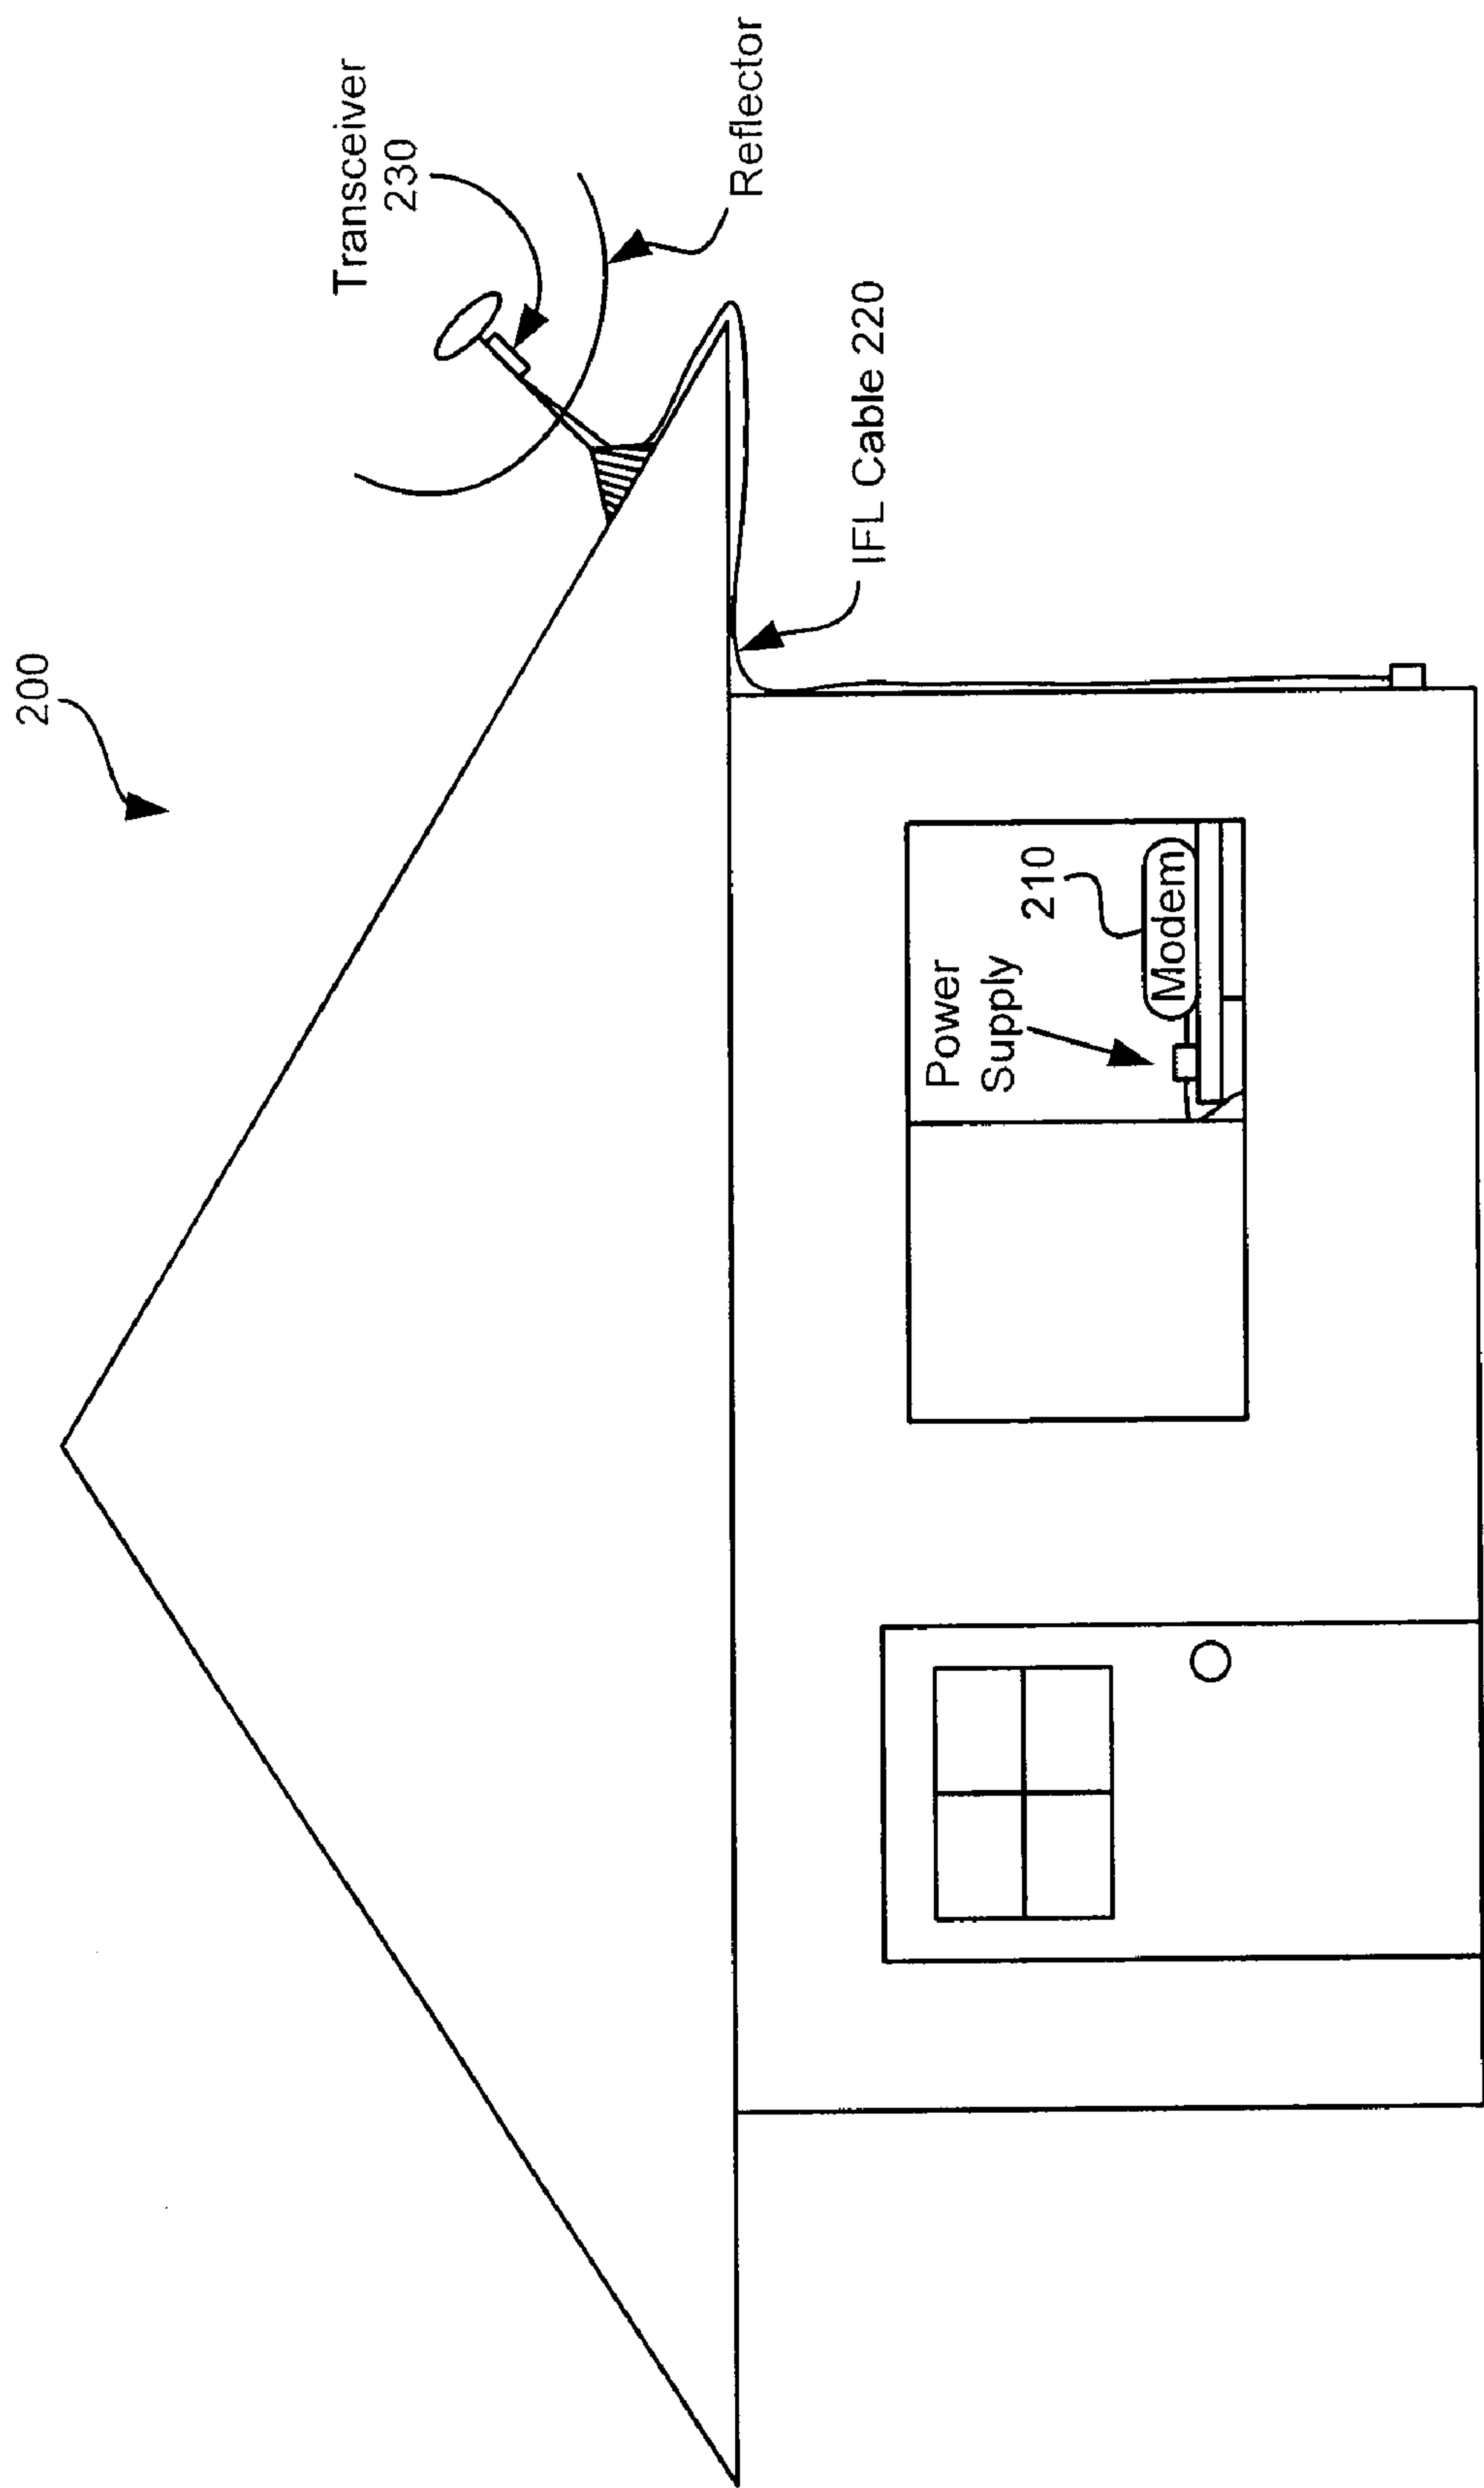 200
Transceiver
230
Reflector
IFL Cable 220
Power
Supply
210
Modem